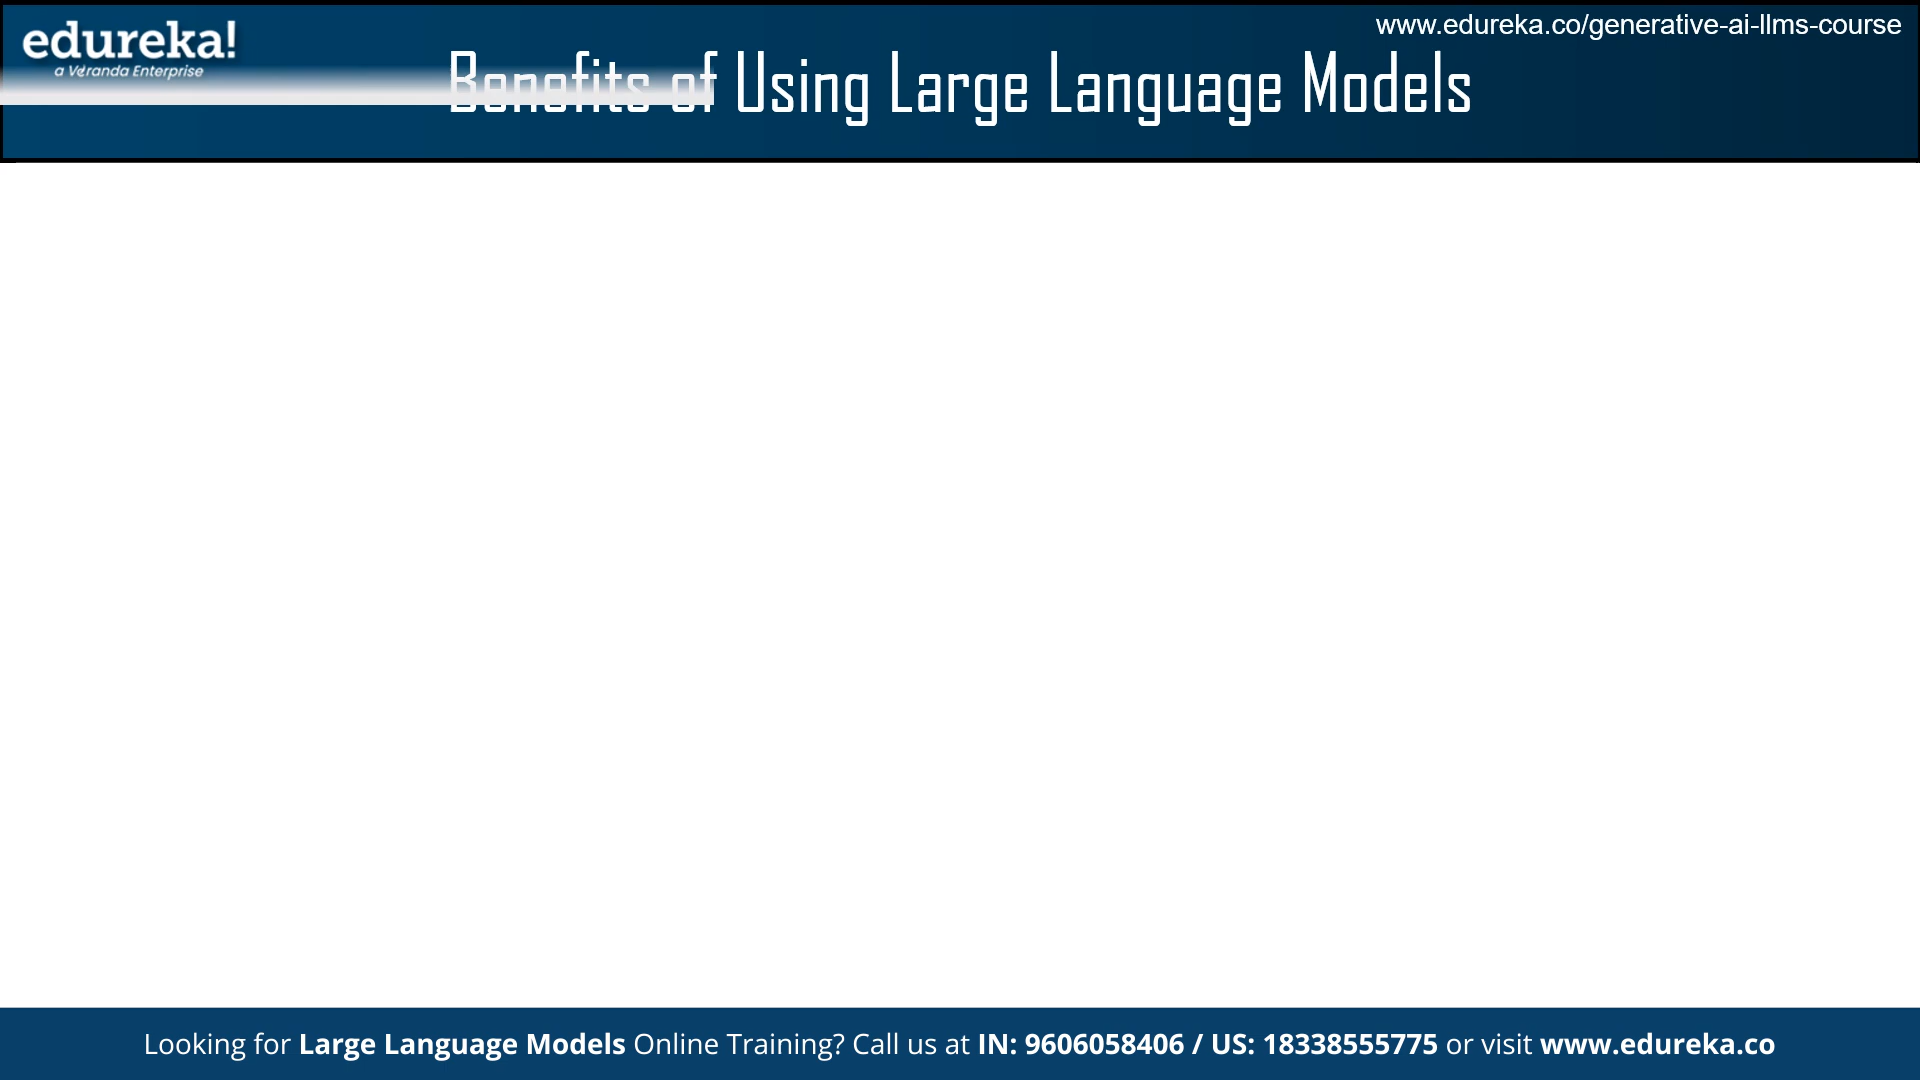 edureka!
a Veranda Enterprise
www.edureka.co/generative-ai-llms-course
Benefits of Using Large Language Models
Looking for Large Language Models Online Training? Call us at IN: 9606058406 / US: 18338555775 or visit www.edureka.co